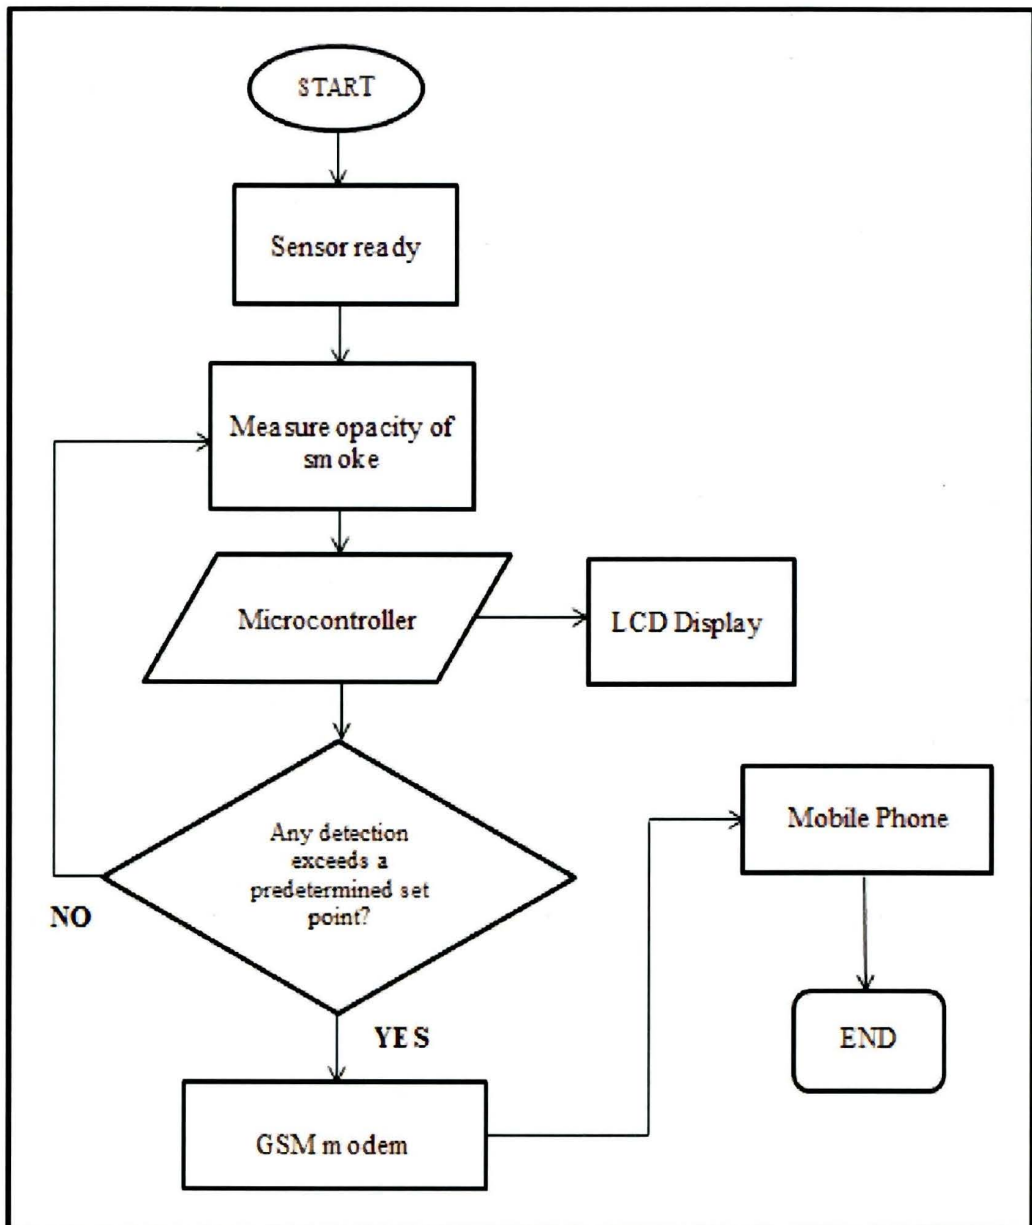 START
Sensor ready
Measure opacity of
smoke
Microcontroller
LCD Display
Any detection
exceeds a
predetermined set
point?
NO
YES
GSM modem
Mobile Phone
END